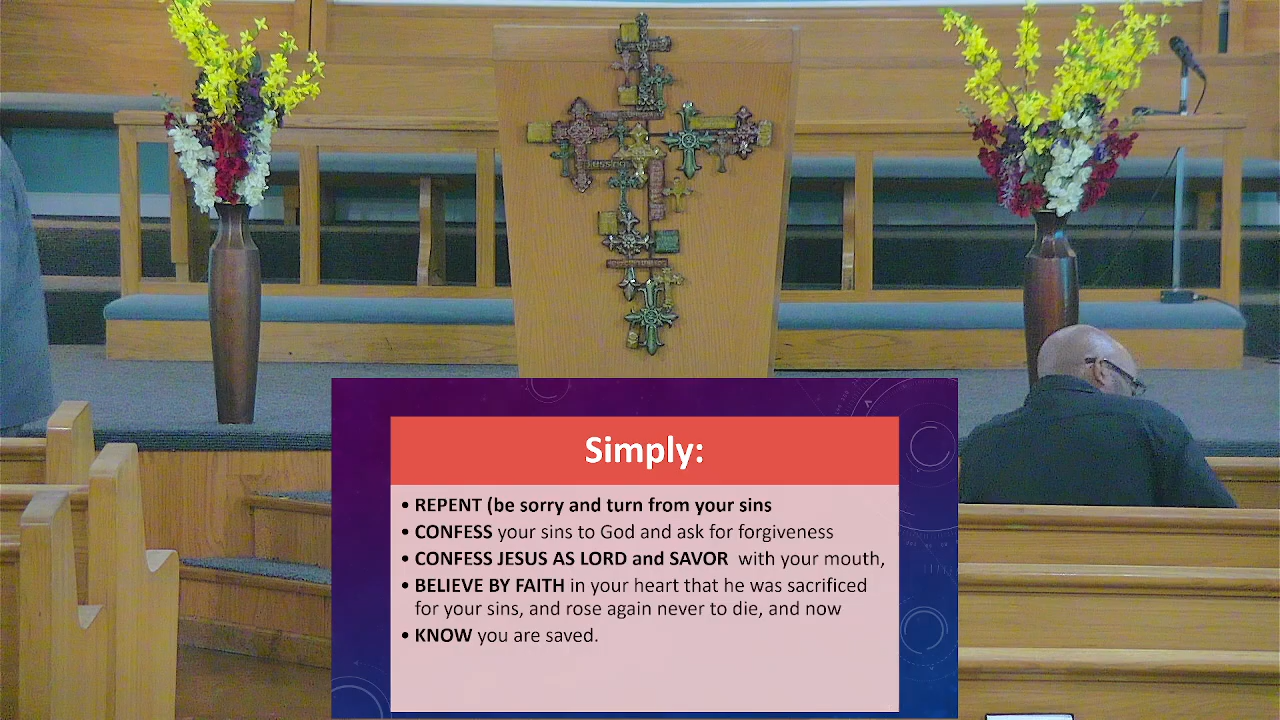 Simply:
• REPENT (be sorry and turn from your sins
• CONFESS your sins to God and ask for forgiveness
• CONFESS JESUS AS LORD and SAVOR with your mouth,
• BELIEVE BY FAITH in your heart that he was sacrificed
for your sins, and rose again never to die, and now
• KNOW you are saved.